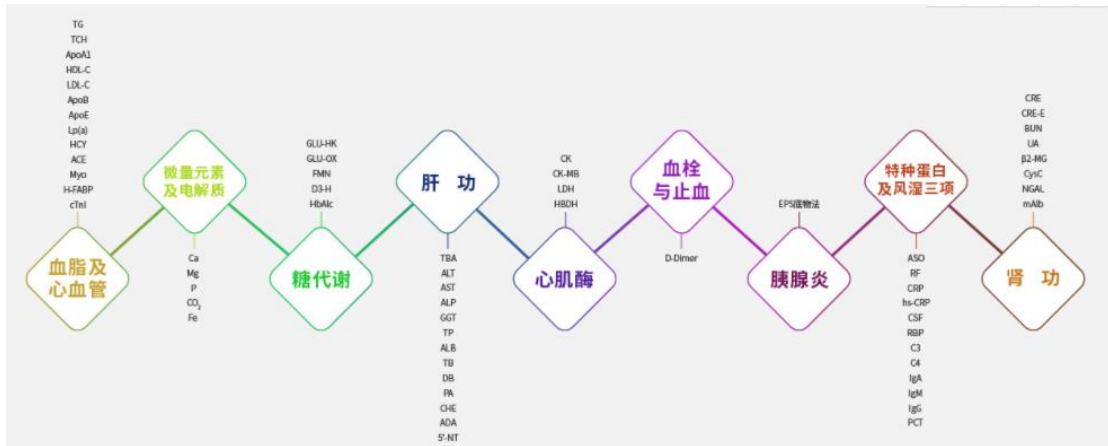 TG
TCH
ApoA1
HDL-C
LDL-C
ApoB
ApoE
Lp(a)
HCY
ACE
Myo
H-FABP
cTnI
血脂及
心血管
微量元素
及电解质
Ca
Mg
P
CO₂
Fe
GLU-HK
GLU-OX
FMN
D3-H
HbAlc
糖代谢
肝 功
TBA
ALT
AST
ALP
GGT
TP
ALB
TB
DB
PA
CHE
ADA
5'-NT
CK
CK-MB
LDH
HBDH
心肌酶
血栓
与止血
D-Dimer
EPS底物法
胰腺炎
特种蛋白
及风湿三项
ASO
RF
CRP
hs-CRP
CSF
RBP
C3
C4
IgA
IgM
IgG
PCT
CRE
CRE-E
BUN
UA
β2-MG
CysC
NGAL
mAlb
肾 功